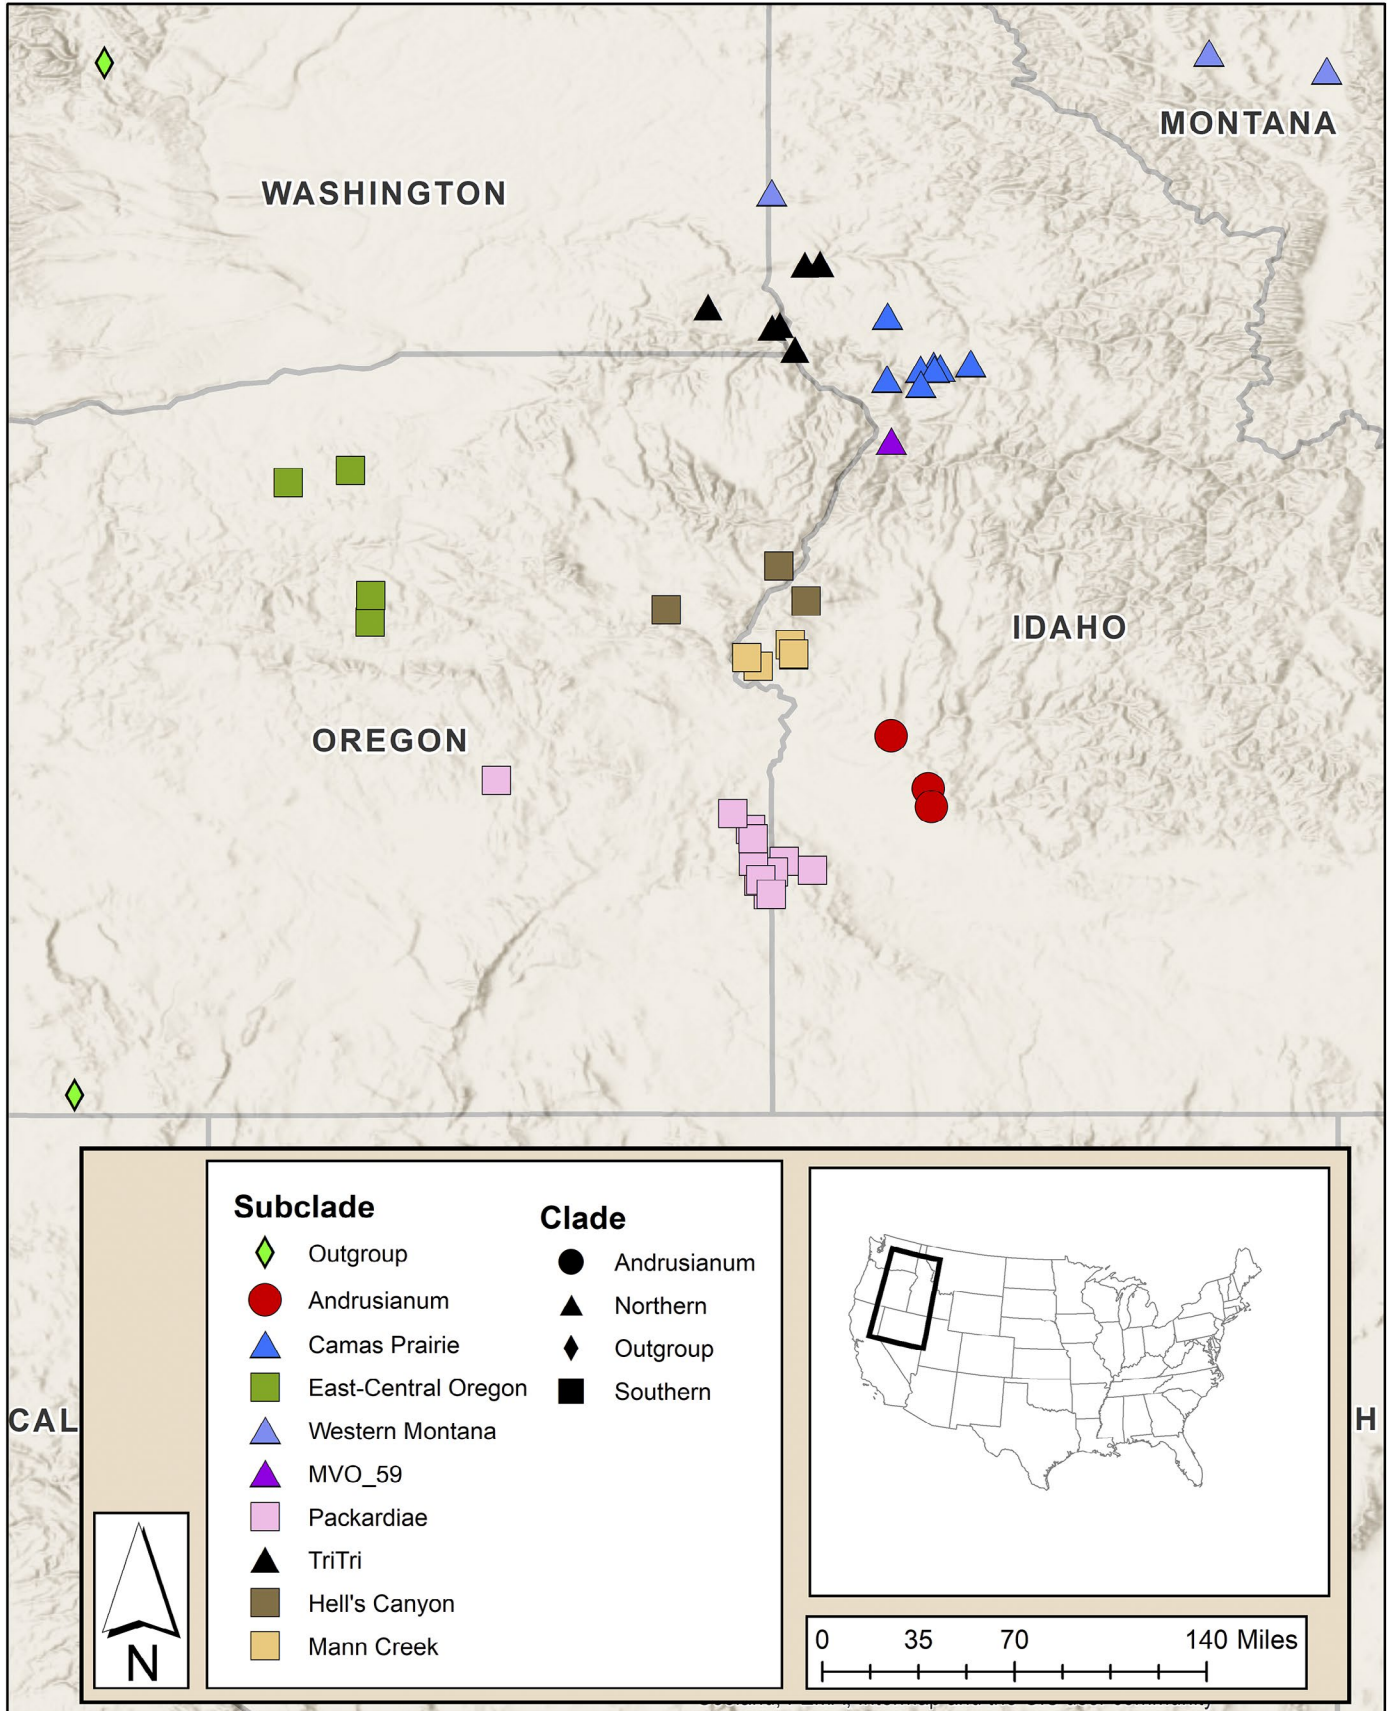 MONTANA
WASHINGTON
IDAHO
OREGON
CAL
H
Subclade
Outgroup
Andrusianum
Camas Prairie
East-Central Oregon
Western Montana
MVO_59
Packardiae
TriTri
Hell's Canyon
Mann Creek
Clade
Andrusianum
Northern
Outgroup
Southern
N
0 35 70 140 Miles